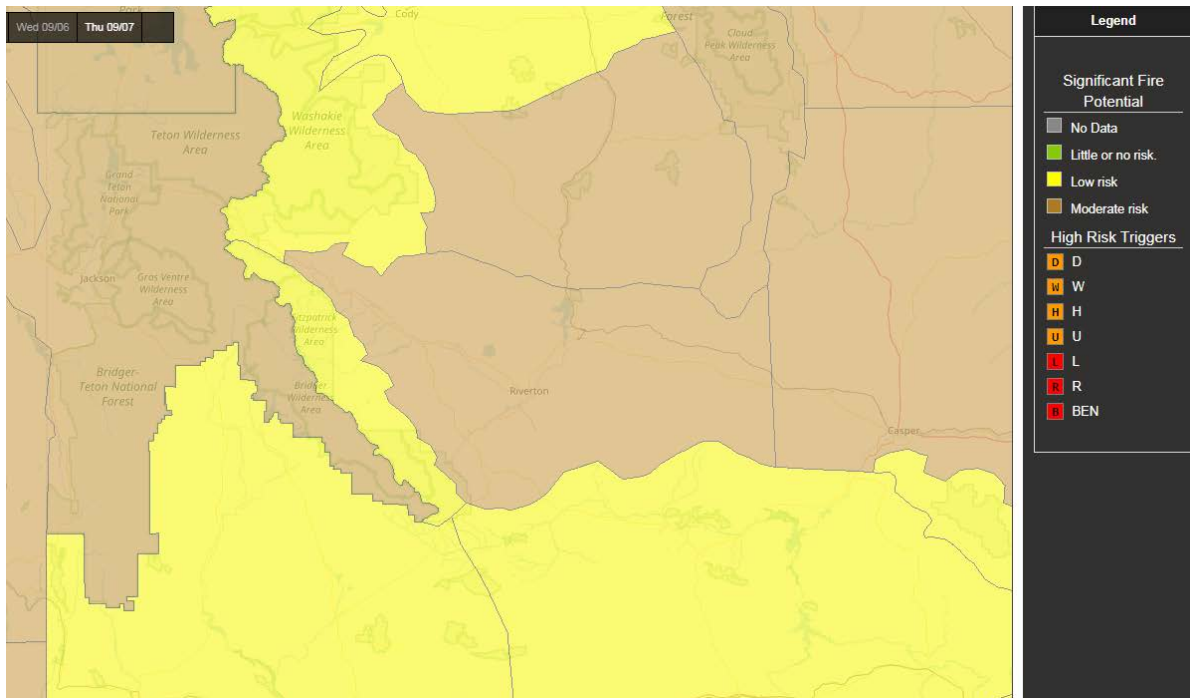 Wed 09/06
Thu 09/07
Park
Cody
Forest
Cloud
Peak Wilderness
Area
Washakie
Wilderness
Area
Teton Wilderness
Area
Grand
Teton
National
Park
Jackson
Gros Ventre
Wilderness
Area
Fitzpatrick
Wilderness
Area
Bridger-
Teton National
Forest
Bridger
Wilderness
Area
Riverton
Casper
Legend
Significant Fire
Potential
No Data
Little or no risk.
Low risk
Moderate risk
High Risk Triggers
D D
W W
H H
U U
L L
R R
B BEN